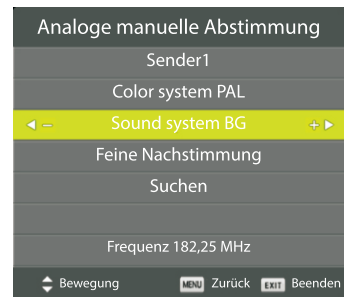 Analoge manuelle Abstimmung
Sender1
Color system PAL
Sound system BG
Feine Nachstimmung
Suchen
Frequenz 182,25 MHz
Bewegung MENU Zurück EXIT Beenden